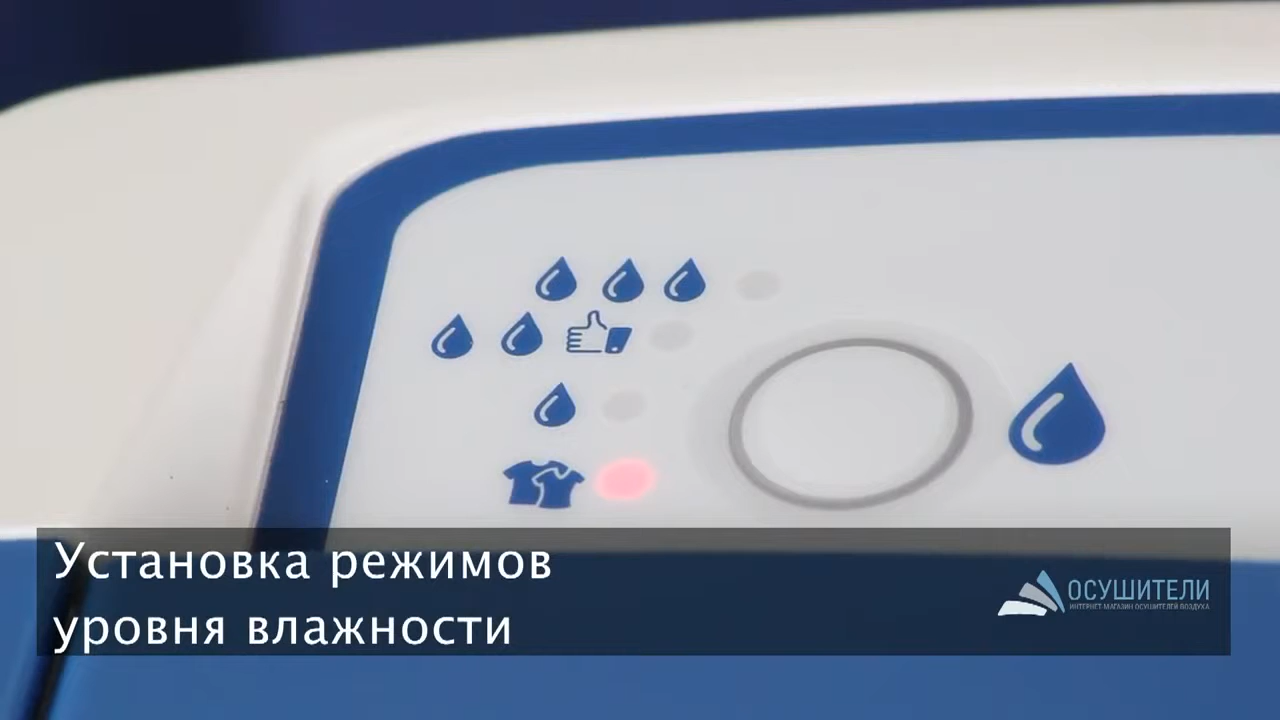 Установка режимов
уровня влажности
ОСУШИТЕЛИ
ИНТЕРНЕТ-МАГАЗИН ОСУШИТЕЛЕЙ ВОЗДУХА